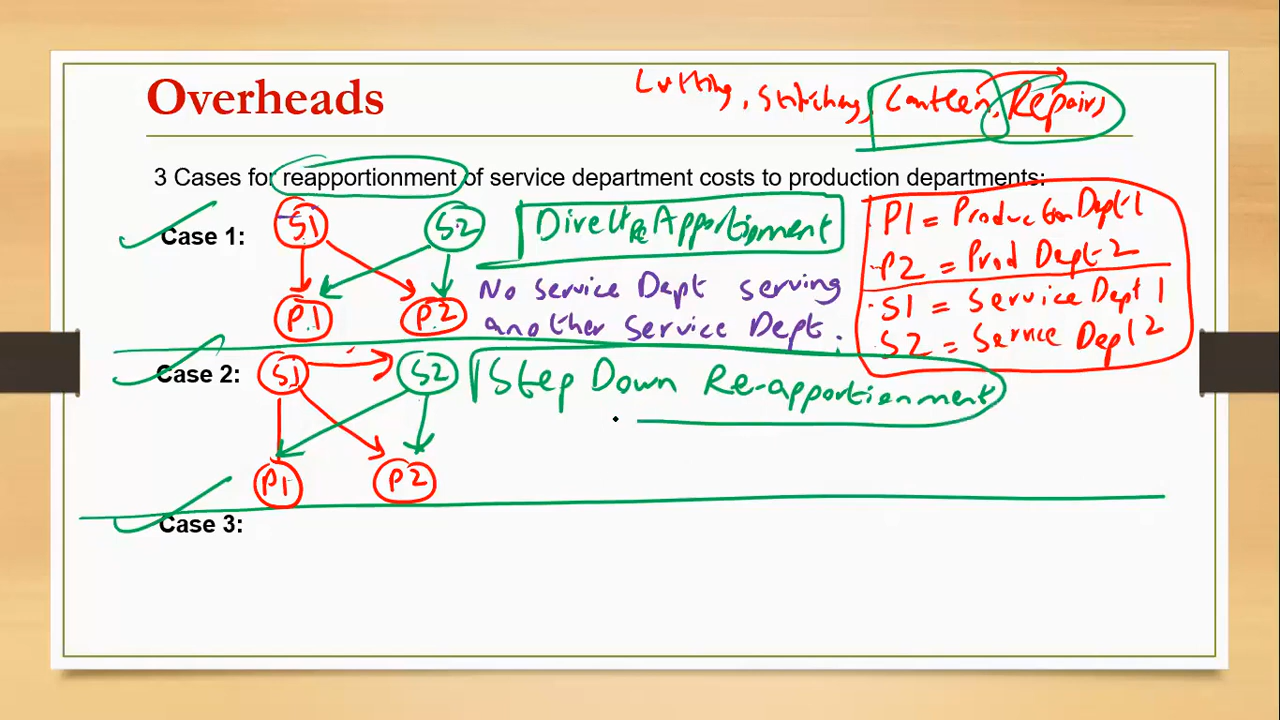 Overheads
Cutting, Stitching, Canteen, Repairs
3 Cases for reapportionment of service department costs to production departments:
Case 1:
S1 S2
Direct Re Apportionment
P1 P2
No Service Dept serving
another Service Dept.
P1 = Production Dept 1
P2 = Prod Dept 2
S1 = Service Dept 1
S2 = Service Dept 2
Case 2:
S1 S2
Step Down Re-apportionment
P1 P2
Case 3: